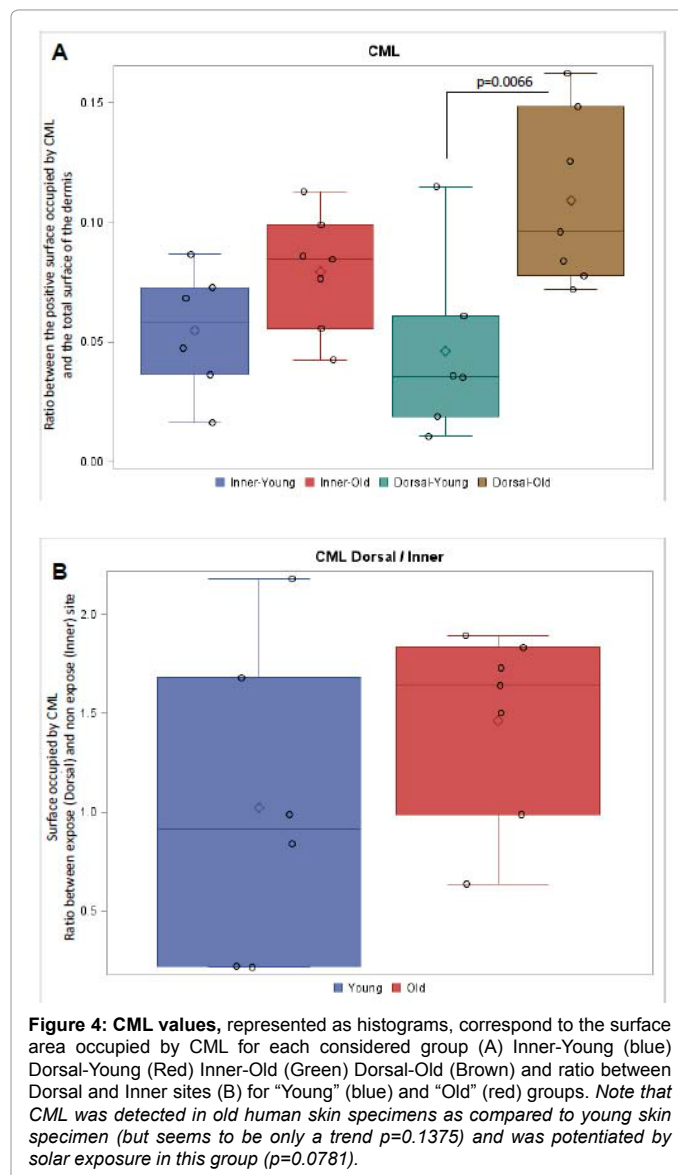 A
CML
p=0.0066
Ratio between the positive surface occupied by CML
and the total surface of the dermis
0.15
0.10
0.05
0.00
Inner-Young Inner-Old Dorsal-Young Dorsal-Old
B
CML Dorsal / Inner
Surface occupied by CML
Ratio between expose (Dorsal) and non expose (Inner) site
2.0
1.5
1.0
0.5
Young Old
Figure 4: CML values, represented as histograms, correspond to the surface
area occupied by CML for each considered group (A) Inner-Young (blue)
Dorsal-Young (Red) Inner-Old (Green) Dorsal-Old (Brown) and ratio between
Dorsal and Inner sites (B) for “Young” (blue) and “Old” (red) groups. Note that
CML was detected in old human skin specimens as compared to young skin
specimen (but seems to be only a trend p=0.1375) and was potentiated by
solar exposure in this group (p=0.0781).